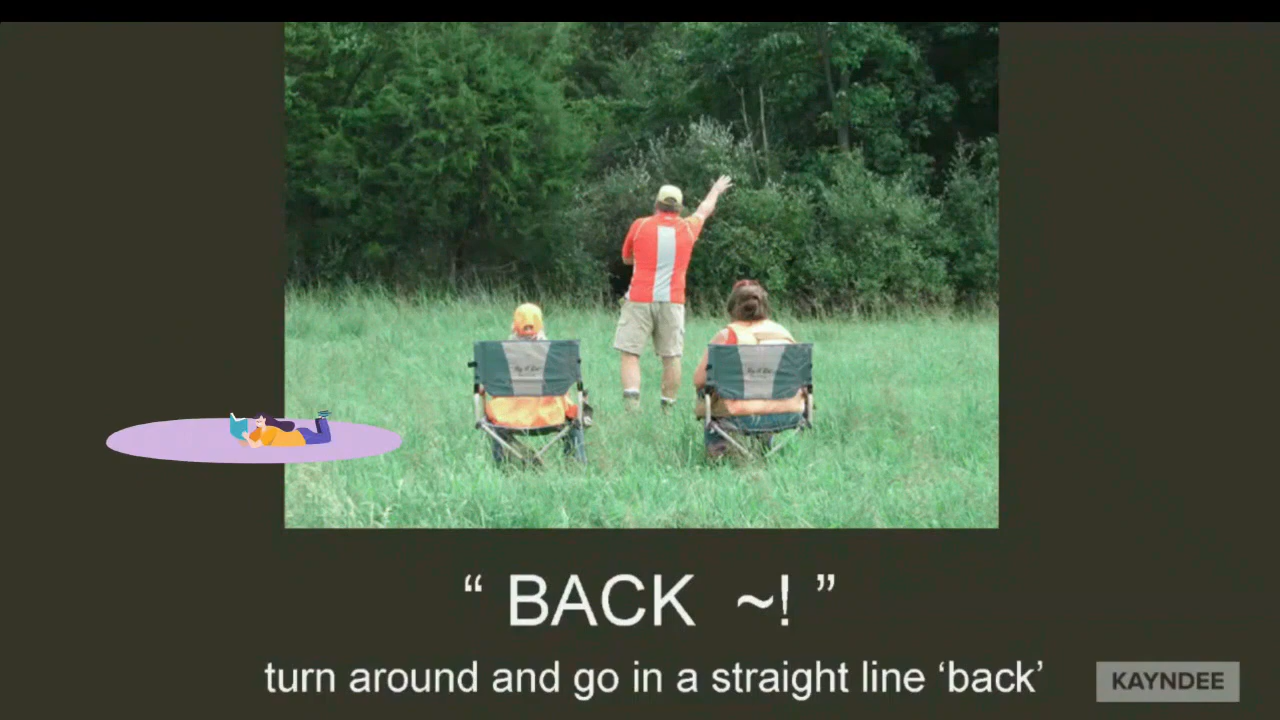 “ BACK ~! ”
turn around and go in a straight line ‘back’
KAYNDEE